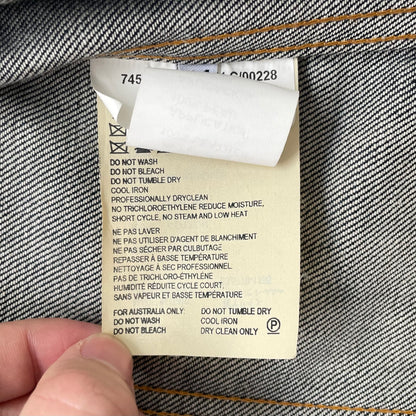 745 LC/00228
DO NOT WASH
DO NOT BLEACH
DO NOT TUMBLE DRY
COOL IRON
PROFESSIONALLY DRYCLEAN
NO TRICHLOROETHYLENE REDUCE MOISTURE,
SHORT CYCLE, NO STEAM AND LOW HEAT
NE PAS LAVER
NE PAS UTILISER D'AGENT DE BLANCHIMENT
NE PAS SÉCHER PAR CULBUTAGE
REPASSER À BASSE TEMPÉRATURE
NETTOYAGE À SEC PROFESSIONNEL
PAS DE TRICHLORO-ÉTHYLÈNE
HUMIDITÉ RÉDUITE CYCLE COURT
SANS VAPEUR ET BASSE TEMPÉRATURE
FOR AUSTRALIA ONLY: DO NOT TUMBLE DRY
DO NOT WASH COOL IRON
DO NOT BLEACH DRY CLEAN ONLY P